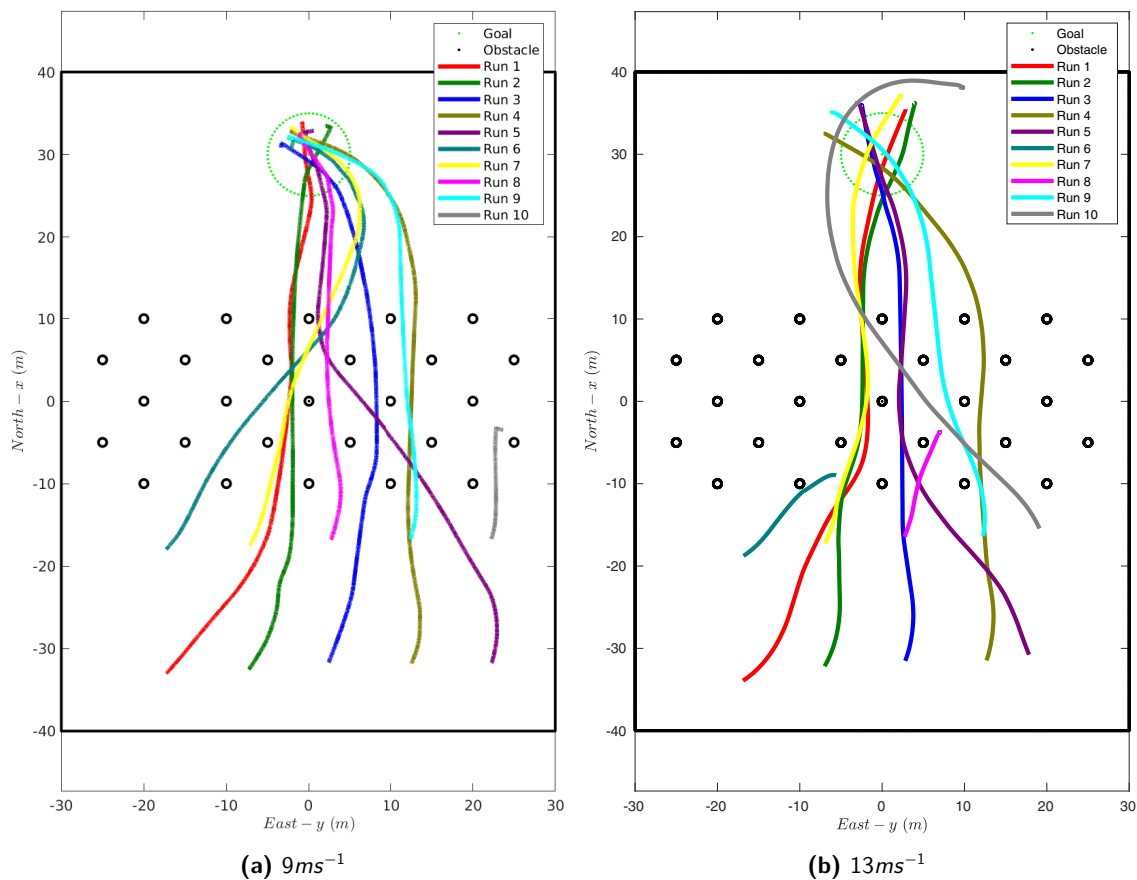 Goal
Obstacle
Run 1
Run 2
Run 3
Run 4
Run 5
Run 6
Run 7
Run 8
Run 9
Run 10
40
30
20
10
0
-10
-20
-30
-40
North − x (m)
-30 -20 -10 0 10 20 30
East − y (m)
(a) 9ms⁻¹
Goal
Obstacle
Run 1
Run 2
Run 3
Run 4
Run 5
Run 6
Run 7
Run 8
Run 9
Run 10
40
30
20
10
0
-10
-20
-30
-40
North − x (m)
-30 -20 -10 0 10 20 30
East − y (m)
(b) 13ms⁻¹